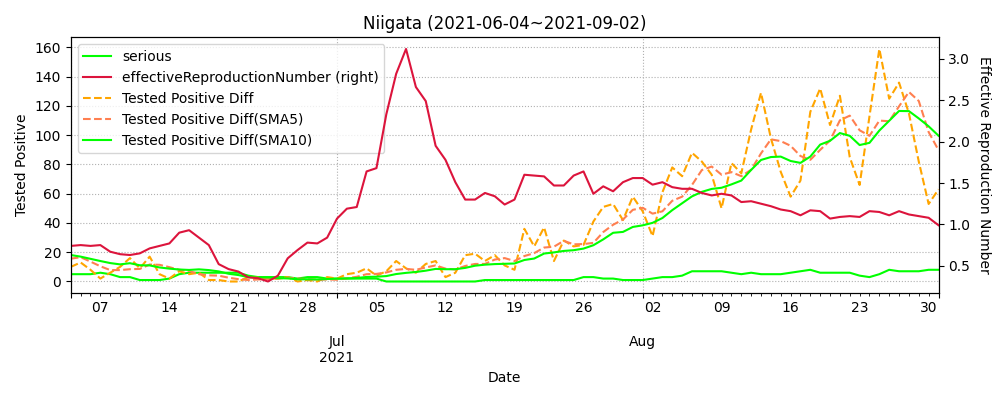 Niigata (2021-06-04~2021-09-02)
serious
effectiveReproductionNumber (right)
Tested Positive Diff
Tested Positive Diff(SMA5)
Tested Positive Diff(SMA10)
Tested Positive
160
140
120
100
80
60
40
20
0
3.0
2.5
2.0
1.5
1.0
0.5
Effective Reproduction Number
07 14 21 28 05 12 19 26 02 09 16 23 30
Jul Aug
2021
Date